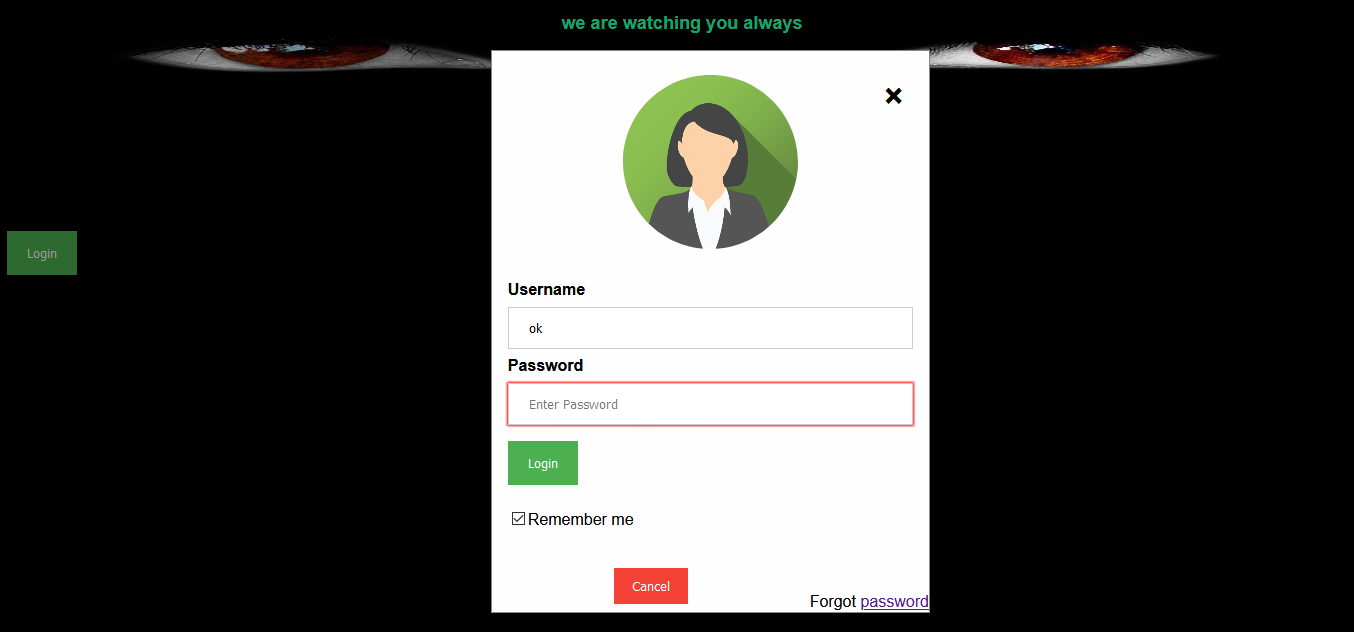 we are watching you always
Login
Username
ok
Password
Enter Password
Login
Remember me
Cancel
Forgot password